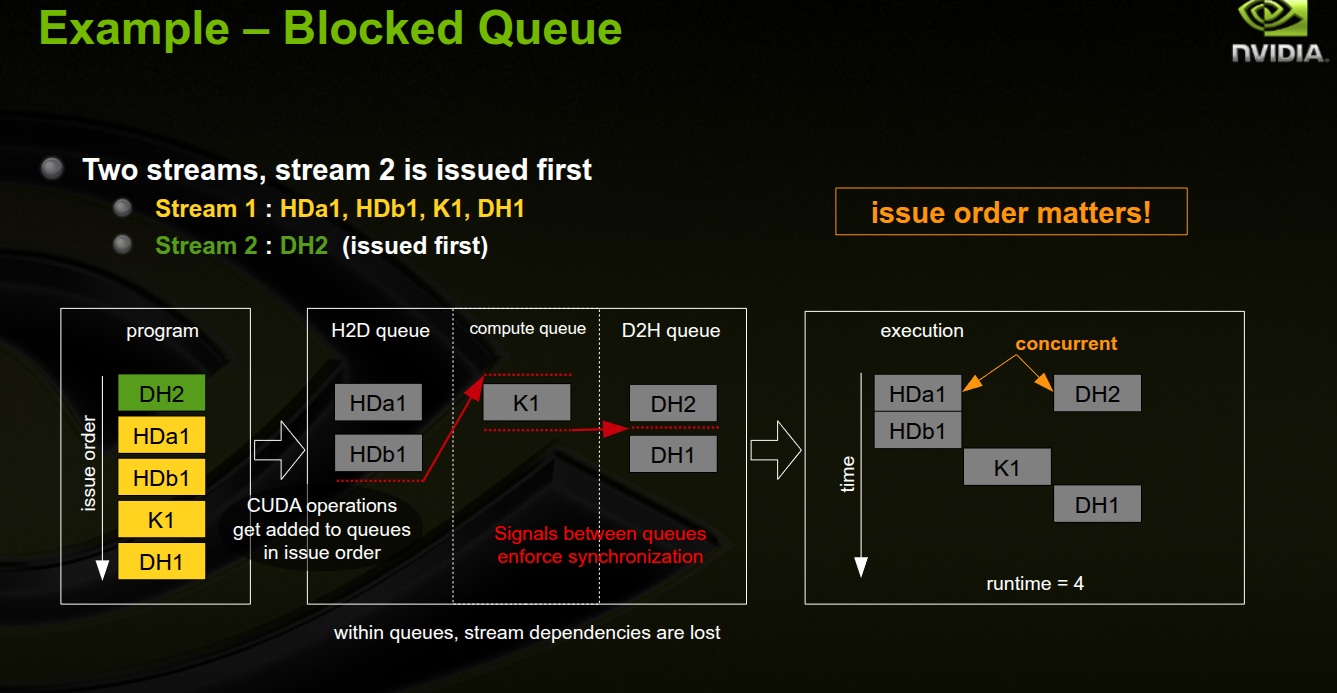 Example – Blocked Queue
NVIDIA.
Two streams, stream 2 is issued first
Stream 1 : HDa1, HDb1, K1, DH1
Stream 2 : DH2 (issued first)
issue order matters!
program
issue order
DH2
HDa1
HDb1
K1
DH1
H2D queue
compute queue
D2H queue
HDa1
K1
DH2
HDb1
DH1
CUDA operations
get added to queues
in issue order
Signals between queues
enforce synchronization
within queues, stream dependencies are lost
execution
concurrent
time
HDa1
DH2
HDb1
K1
DH1
runtime = 4